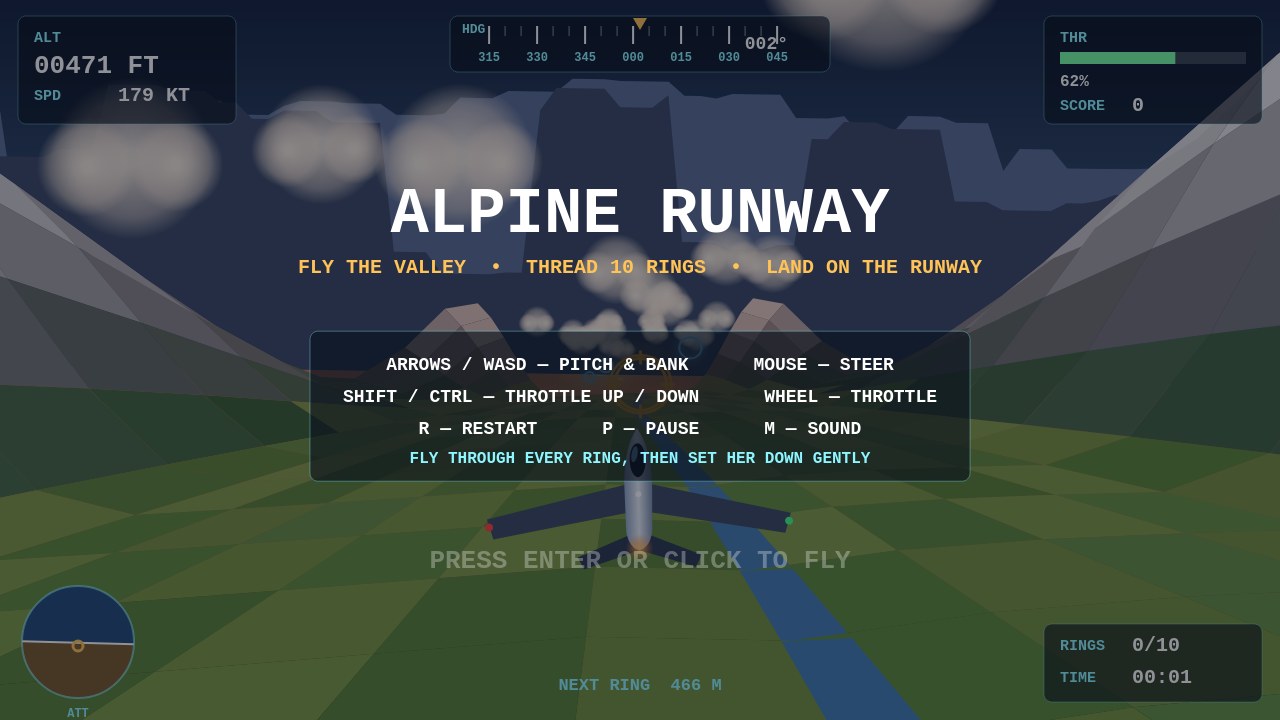 ALT
00471 FT
SPD 179 KT
HDG
002°
315 330 345 000 015 030 045
THR
62%
SCORE 0
ALPINE RUNWAY
FLY THE VALLEY • THREAD 10 RINGS • LAND ON THE RUNWAY
ARROWS / WASD — PITCH & BANK MOUSE — STEER
SHIFT / CTRL — THROTTLE UP / DOWN WHEEL — THROTTLE
R — RESTART P — PAUSE M — SOUND
FLY THROUGH EVERY RING, THEN SET HER DOWN GENTLY
PRESS ENTER OR CLICK TO FLY
NEXT RING 466 M
ATT
RINGS 0/10
TIME 00:01